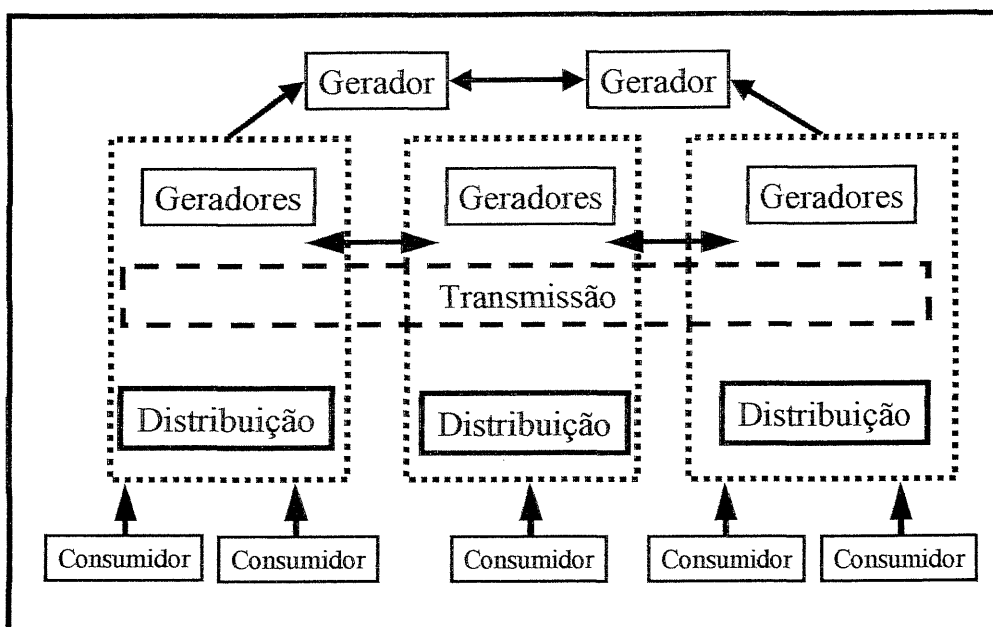 Gerador Gerador
Geradores Geradores Geradores
Transmissão
Distribuição Distribuição Distribuição
Consumidor Consumidor Consumidor Consumidor Consumidor